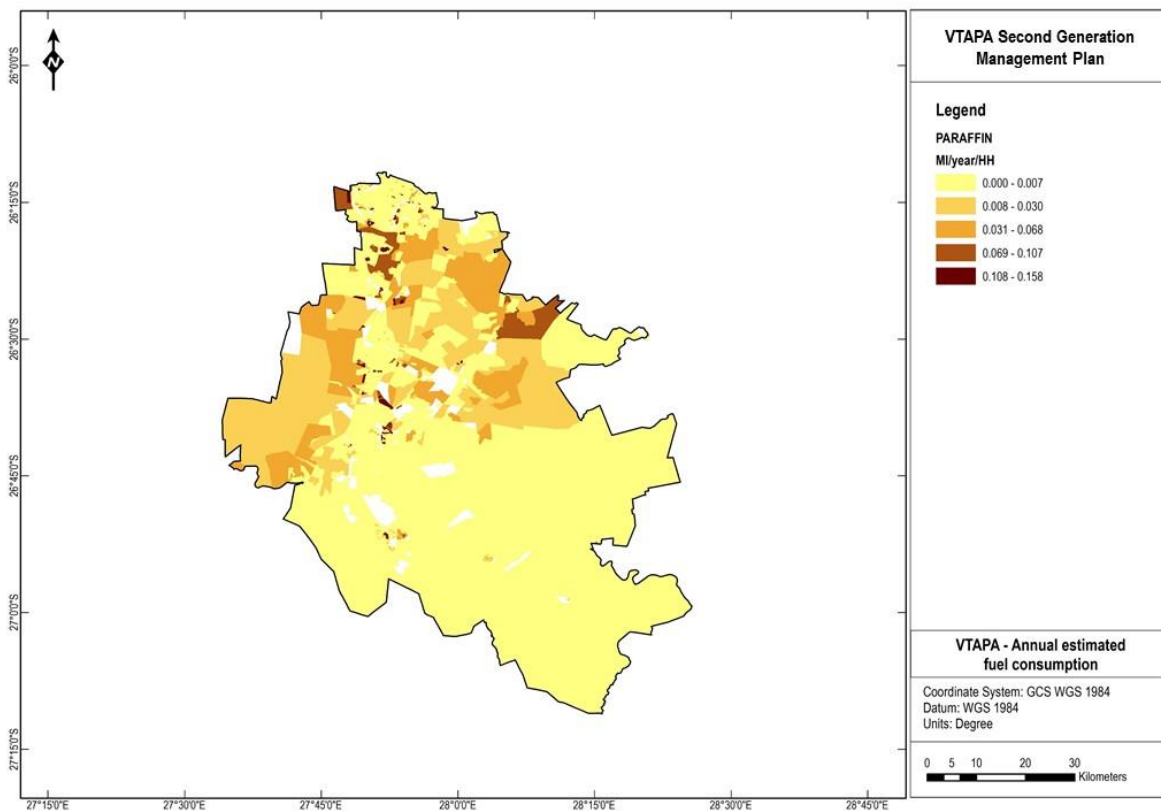 VTAPA Second Generation
Management Plan
Legend
PARAFFIN
Ml/year/HH
0.000 - 0.007
0.008 - 0.030
0.031 - 0.068
0.069 - 0.107
0.108 - 0.158
VTAPA - Annual estimated
fuel consumption
Coordinate System: GCS WGS 1984
Datum: WGS 1984
Units: Degree
0 5 10 20 30
Kilometers
N
26°0'0"S
26°15'0"S
26°30'0"S
26°45'0"S
27°0'0"S
27°15'0"S
27°15'0"E
27°30'0"E
27°45'0"E
28°0'0"E
28°15'0"E
28°30'0"E
28°45'0"E